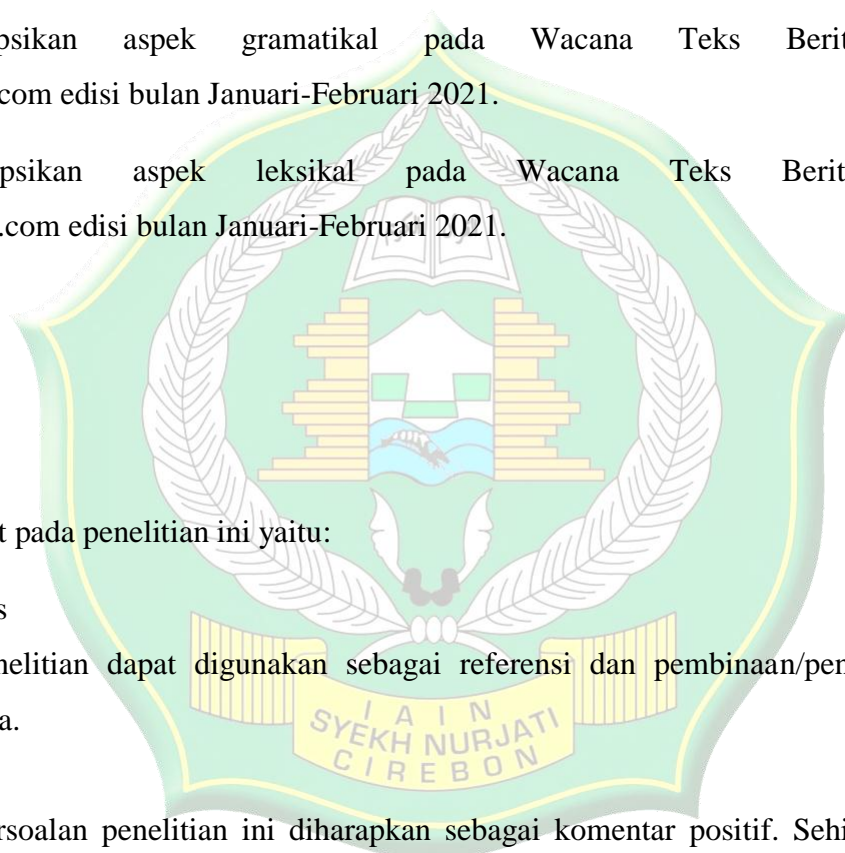 psikan aspek gramatikal pada Wacana Teks Berit
com edisi bulan Januari-Februari 2021.
psikan aspek leksikal pada Wacana Teks Berit
.com edisi bulan Januari-Februari 2021.
t pada penelitian ini yaitu:
s
nelitian dapat digunakan sebagai referensi dan pembinaan/pen
a.
IAIN
SYEKH NURJATI
CIREBON
rsoalan penelitian ini diharapkan sebagai komentar positif. Sehi